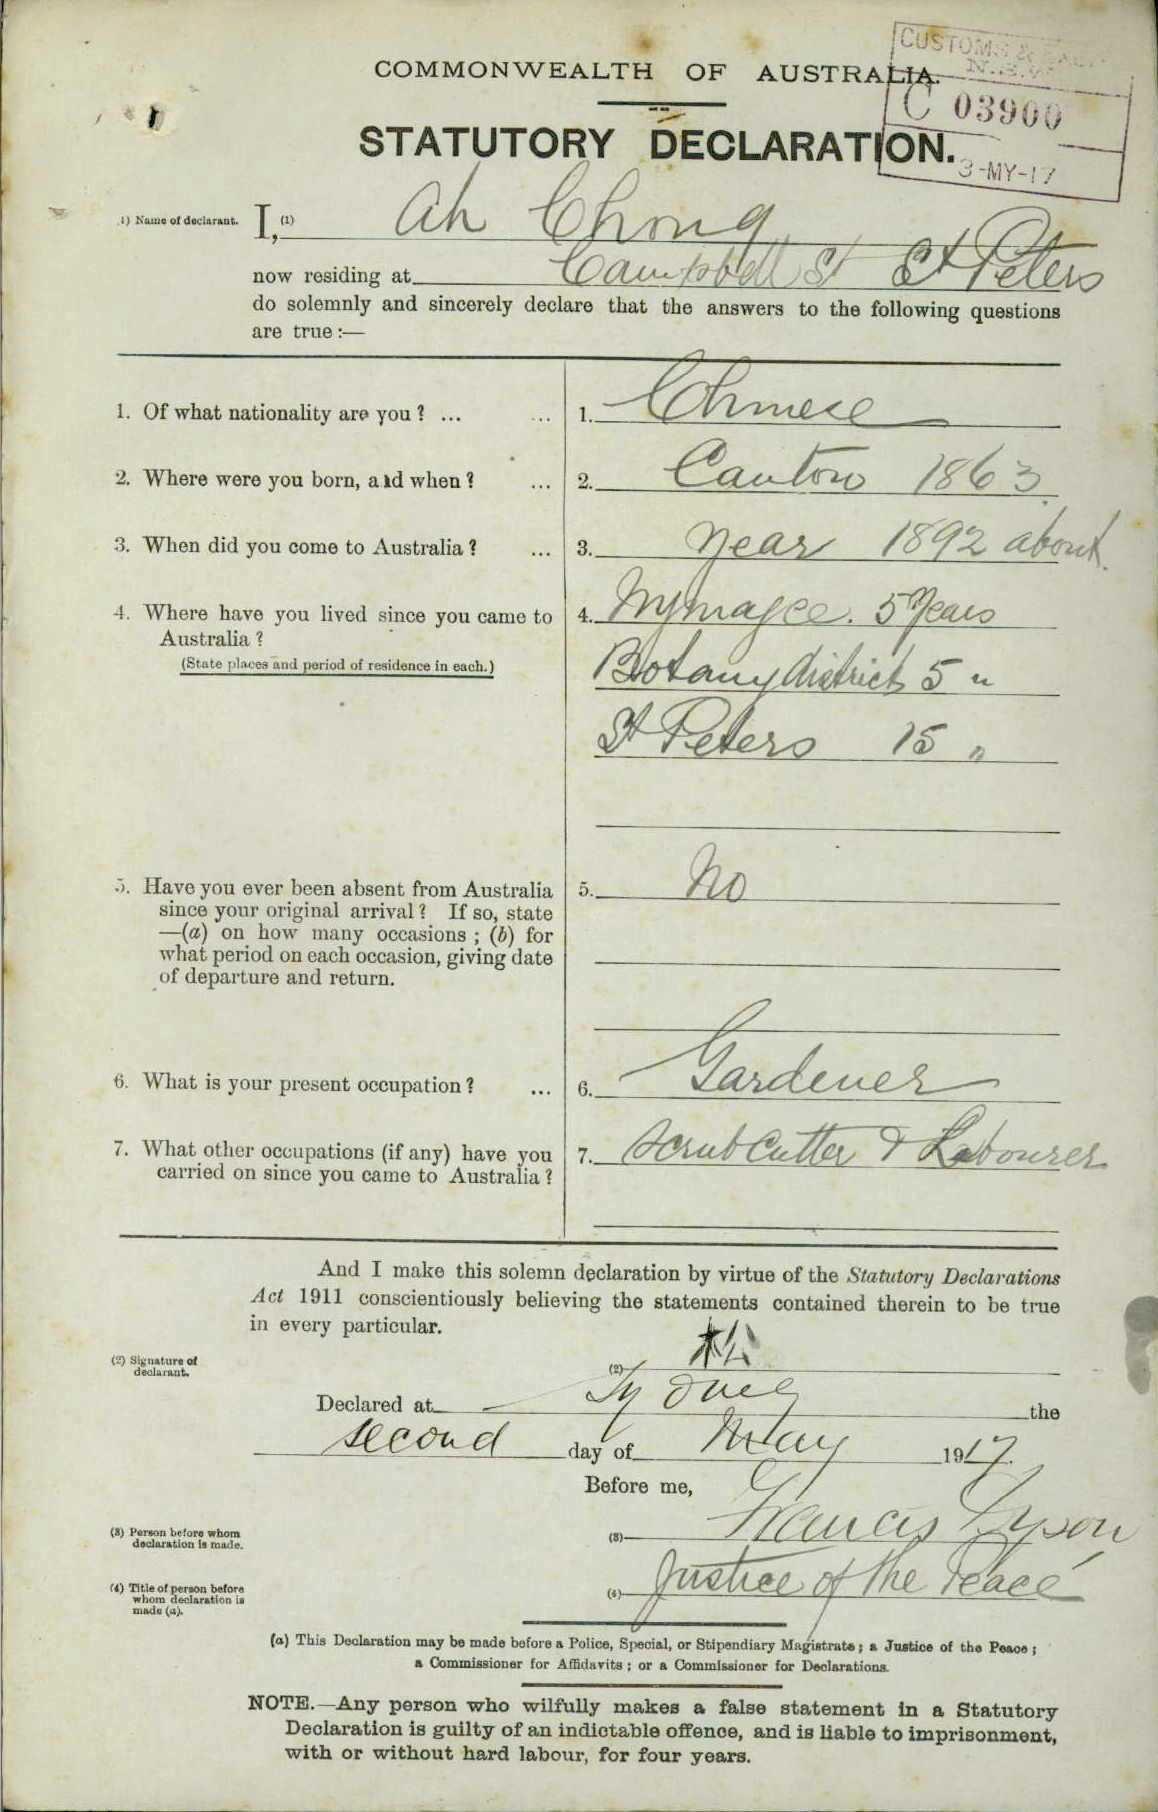 COMMONWEALTH OF AUSTRALIA.
CUSTOMS &
N.S.W.
C 03900
3-MY-17
STATUTORY DECLARATION.
1) Name of declarant. I, (1) Ah Chong
now residing at Campbell St St Peters
do solemnly and sincerely declare that the answers to the following questions
are true :—
1. Of what nationality are you ? ... ... 1. Chinese
2. Where were you born, and when ? ... 2. Canton 1863
3. When did you come to Australia ? ... 3. Year 1892 about
4. Where have you lived since you came to 4. Nymagee. 5 Years
Australia ?
(State places and period of residence in each.)
Botany district 5 "
St Peters 15 "
5. Have you ever been absent from Australia 5. No
since your original arrival ? If so, state
—(a) on how many occasions ; (b) for
what period on each occasion, giving date
of departure and return.
6. What is your present occupation ? ... 6. Gardener
7. What other occupations (if any) have you 7. Scrub Cutter & Labourer
carried on since you came to Australia ?
And I make this solemn declaration by virtue of the Statutory Declarations
Act 1911 conscientiously believing the statements contained therein to be true
in every particular.
(2) Signature of
declarant.
(2)
Declared at Sydney the
second day of May 1917.
Before me,
(3) Person before whom
declaration is made.
(3) Francis Tyson
(4) Title of person before
whom declaration is
made (a).
(4) Justice of the Peace
(a) This Declaration may be made before a Police, Special, or Stipendiary Magistrate ; a Justice of the Peace ;
a Commissioner for Affidavits ; or a Commissioner for Declarations.
NOTE.—Any person who wilfully makes a false statement in a Statutory
Declaration is guilty of an indictable offence, and is liable to imprisonment,
with or without hard labour, for four years.